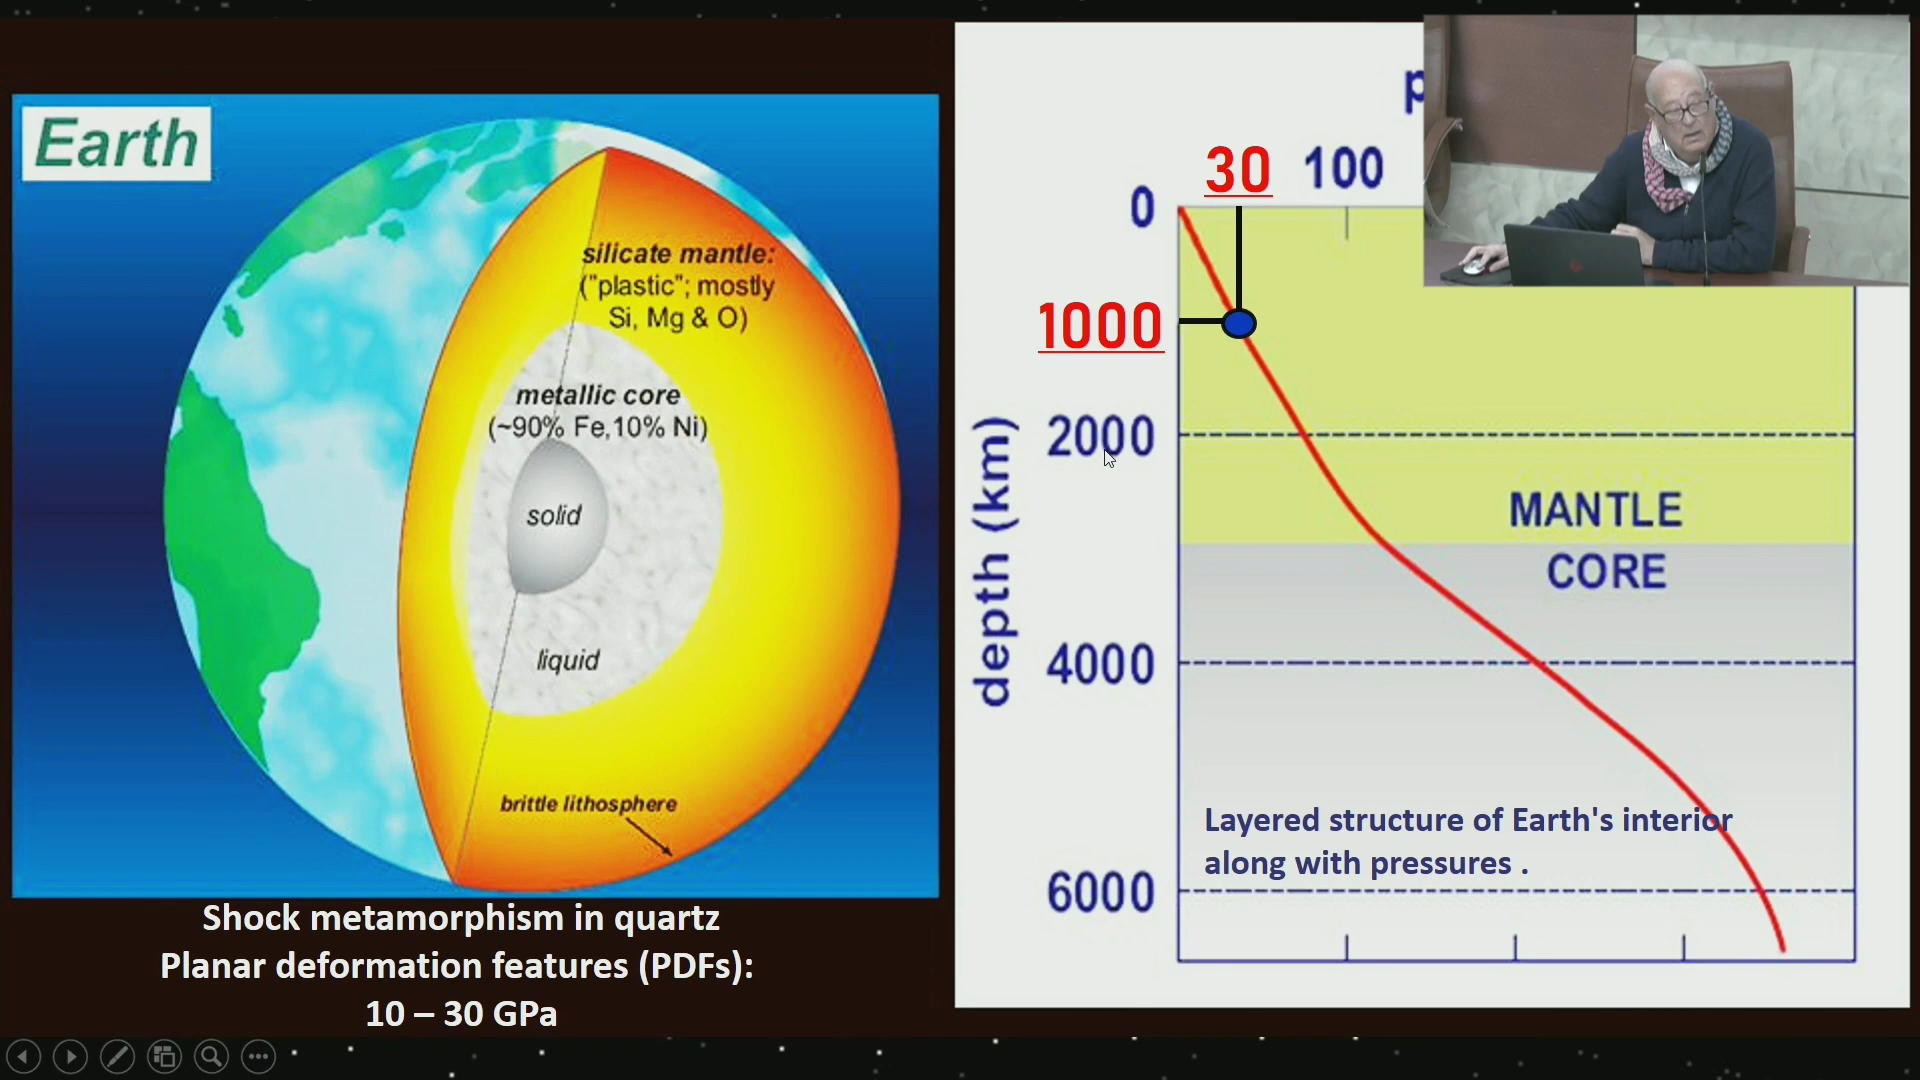 Earth
silicate mantle:
("plastic"; mostly
Si, Mg & O)
metallic core
(~90% Fe,10% Ni)
solid
liquid
brittle lithosphere
Shock metamorphism in quartz
Planar deformation features (PDFs):
10 – 30 GPa
p
30 100
0
1000
2000
4000
6000
depth (km)
MANTLE
CORE
Layered structure of Earth's interior
along with pressures .